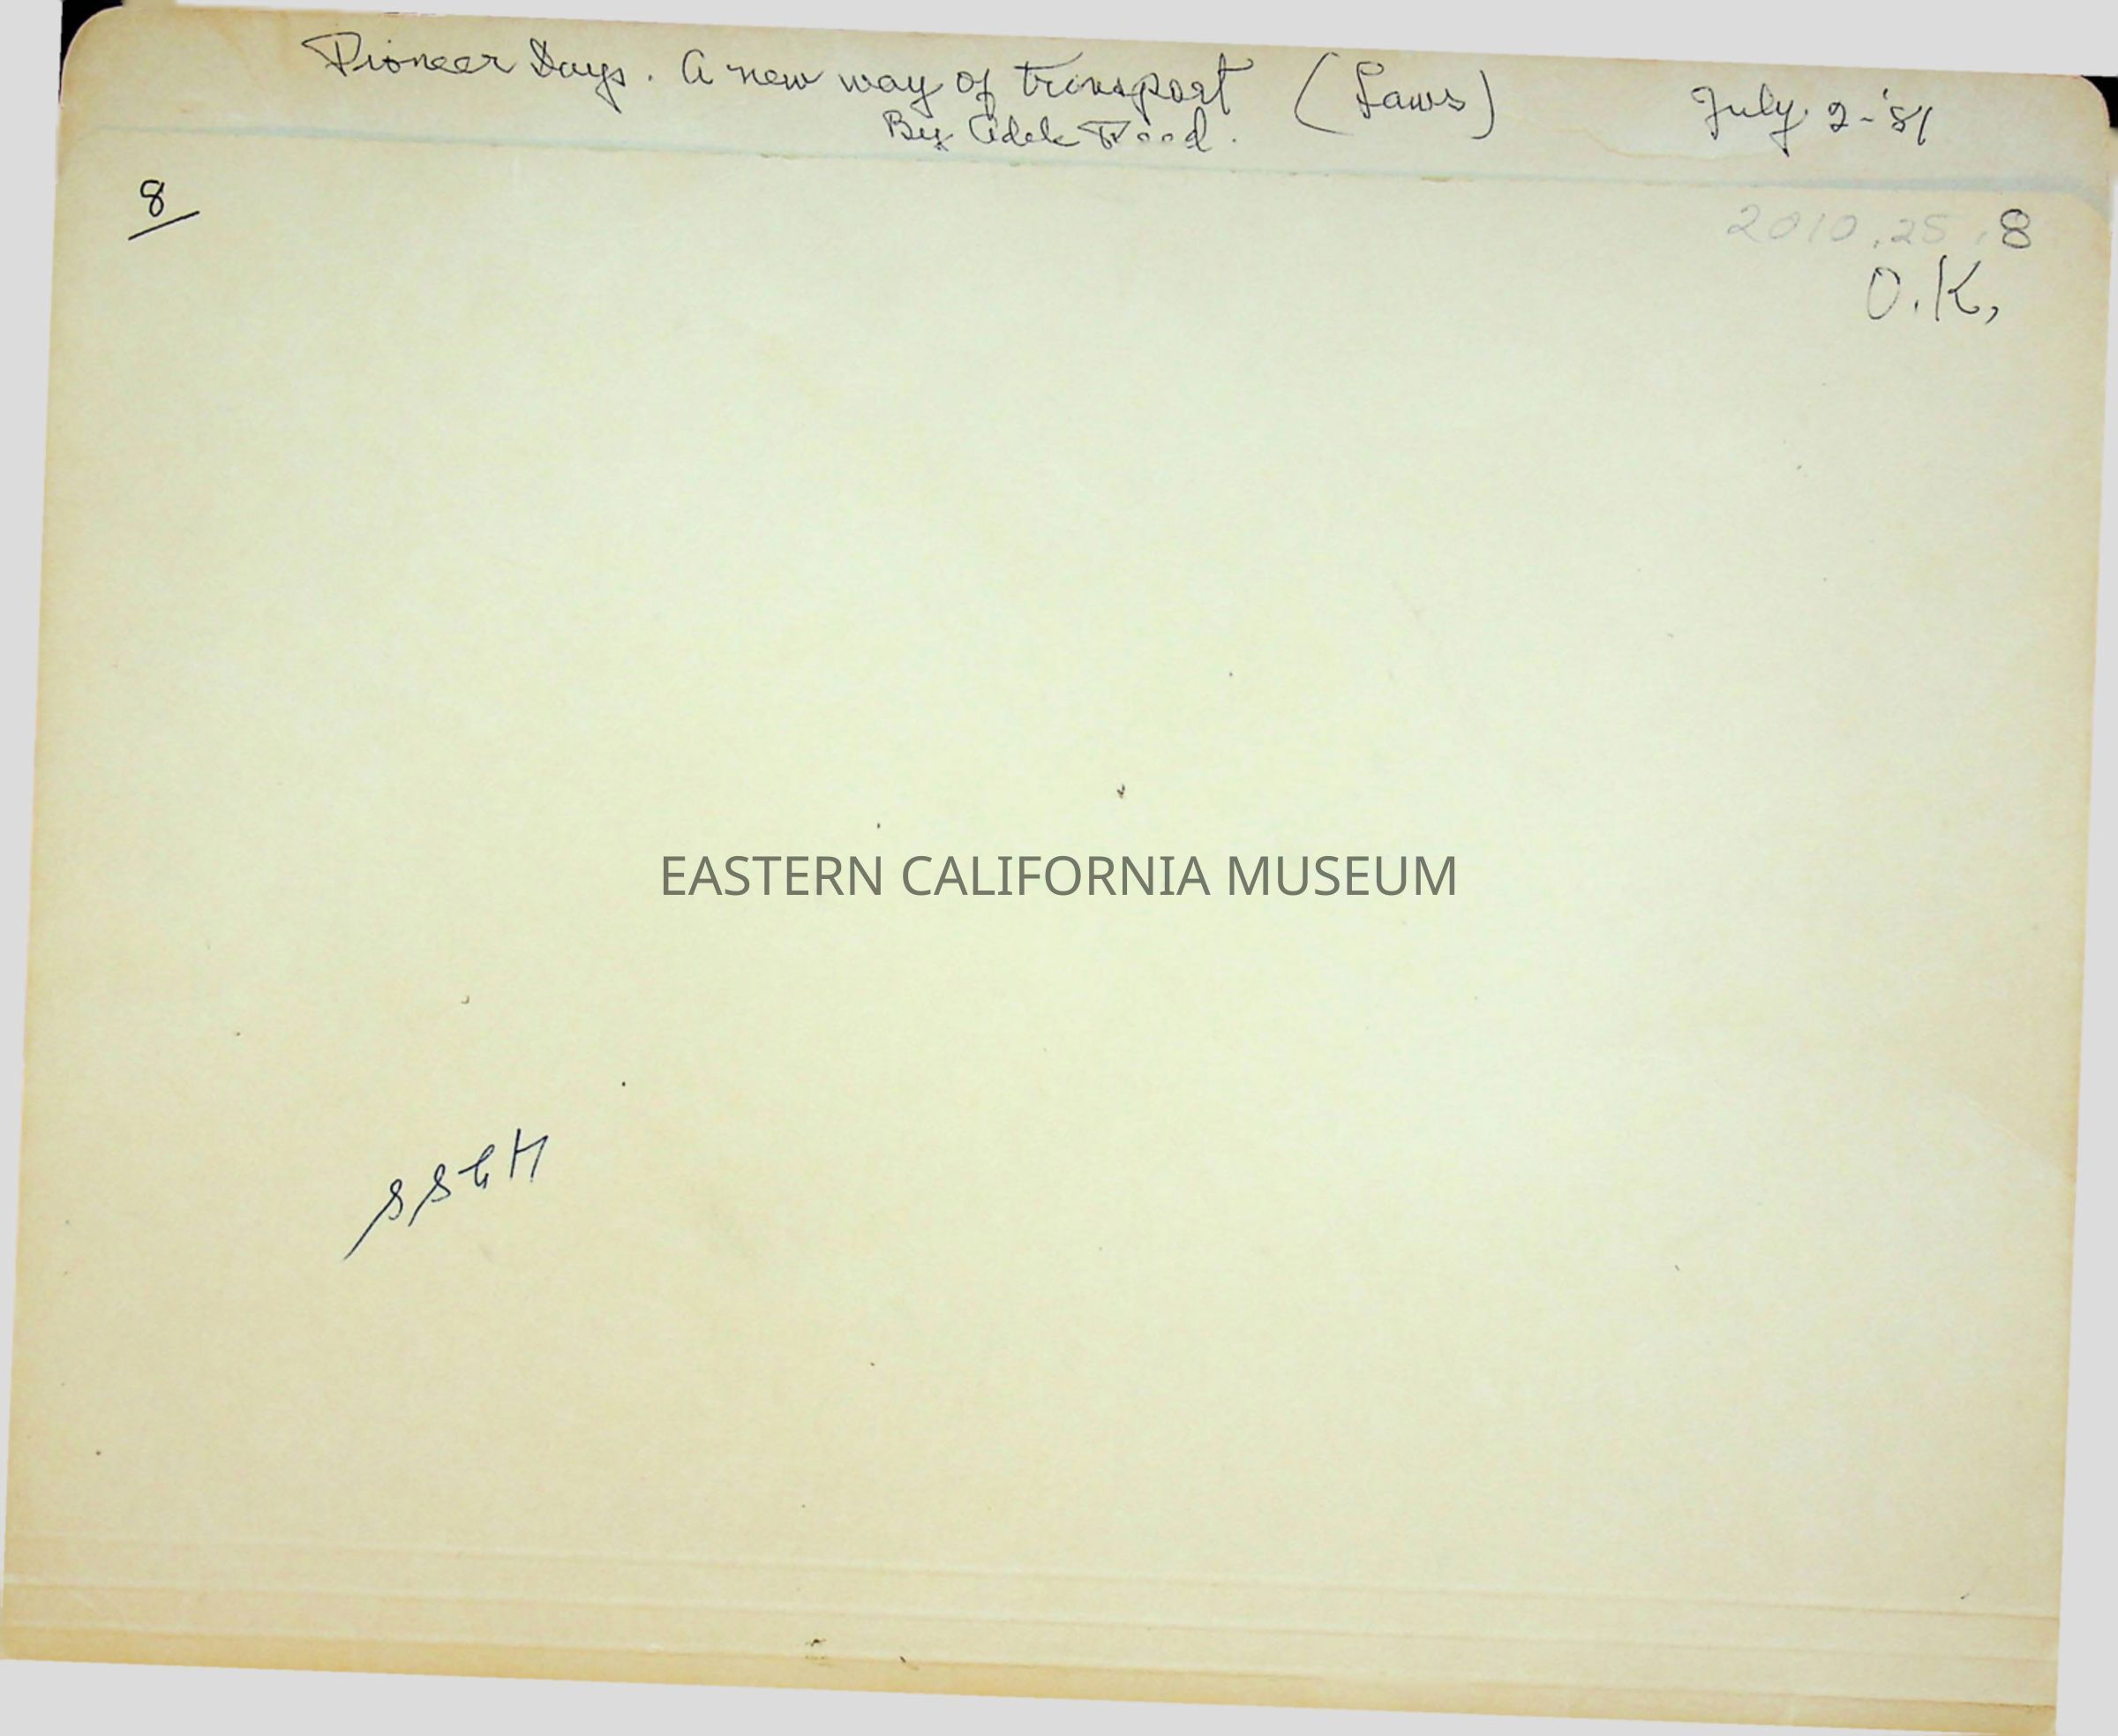 Pioneer Days. A new way of transport (Laws) July. 2-'81
By Adele Reed.
8
2010.25.8
O.K,
EASTERN CALIFORNIA MUSEUM